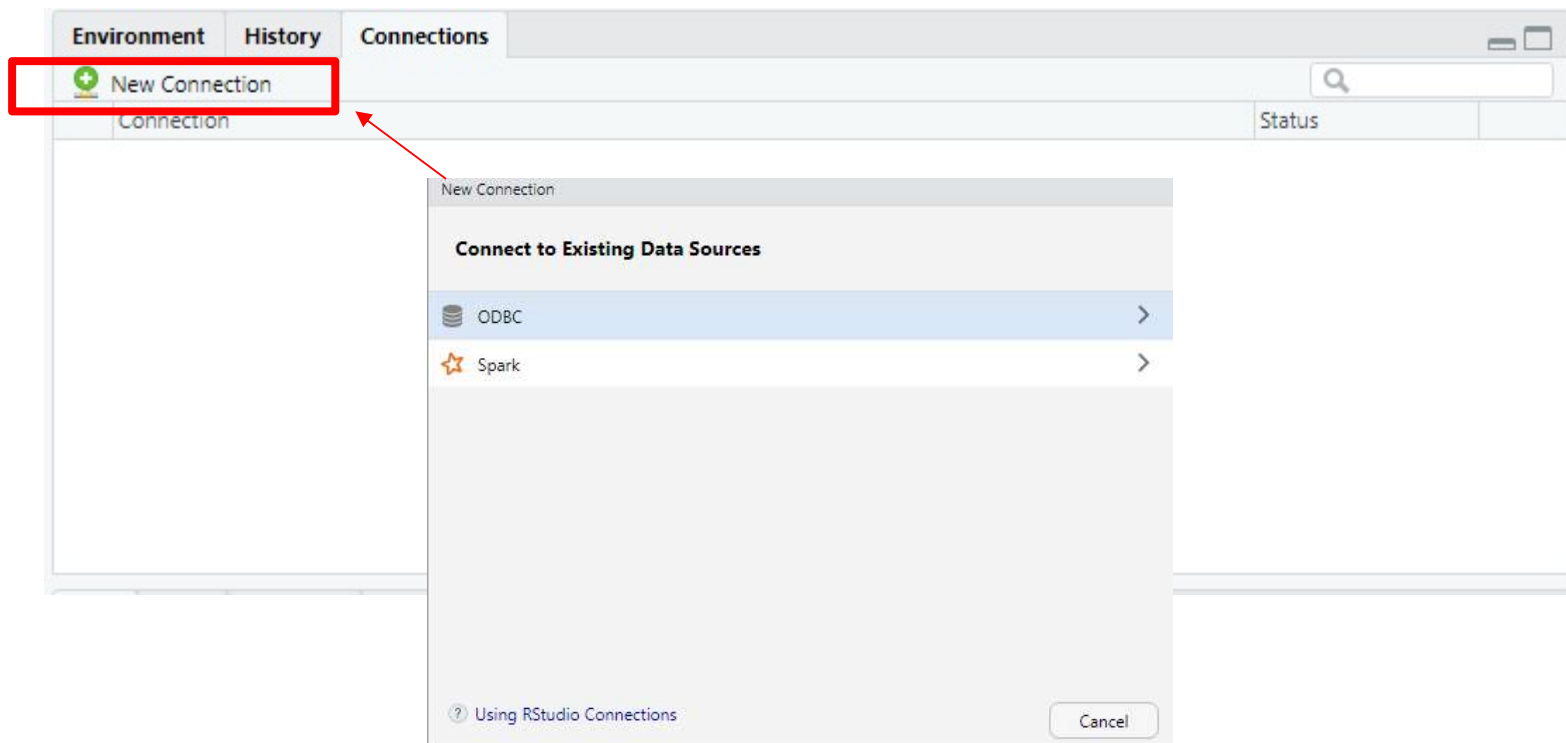 Environment History Connections
New Connection
Connection Status
New Connection
Connect to Existing Data Sources
ODBC
Spark
Using RStudio Connections
Cancel